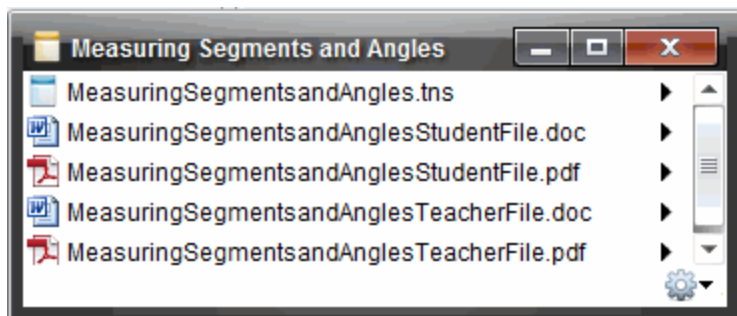 Measuring Segments and Angles
MeasuringSegmentsandAngles.tns
MeasuringSegmentsandAnglesStudentFile.doc
MeasuringSegmentsandAnglesStudentFile.pdf
MeasuringSegmentsandAnglesTeacherFile.doc
MeasuringSegmentsandAnglesTeacherFile.pdf